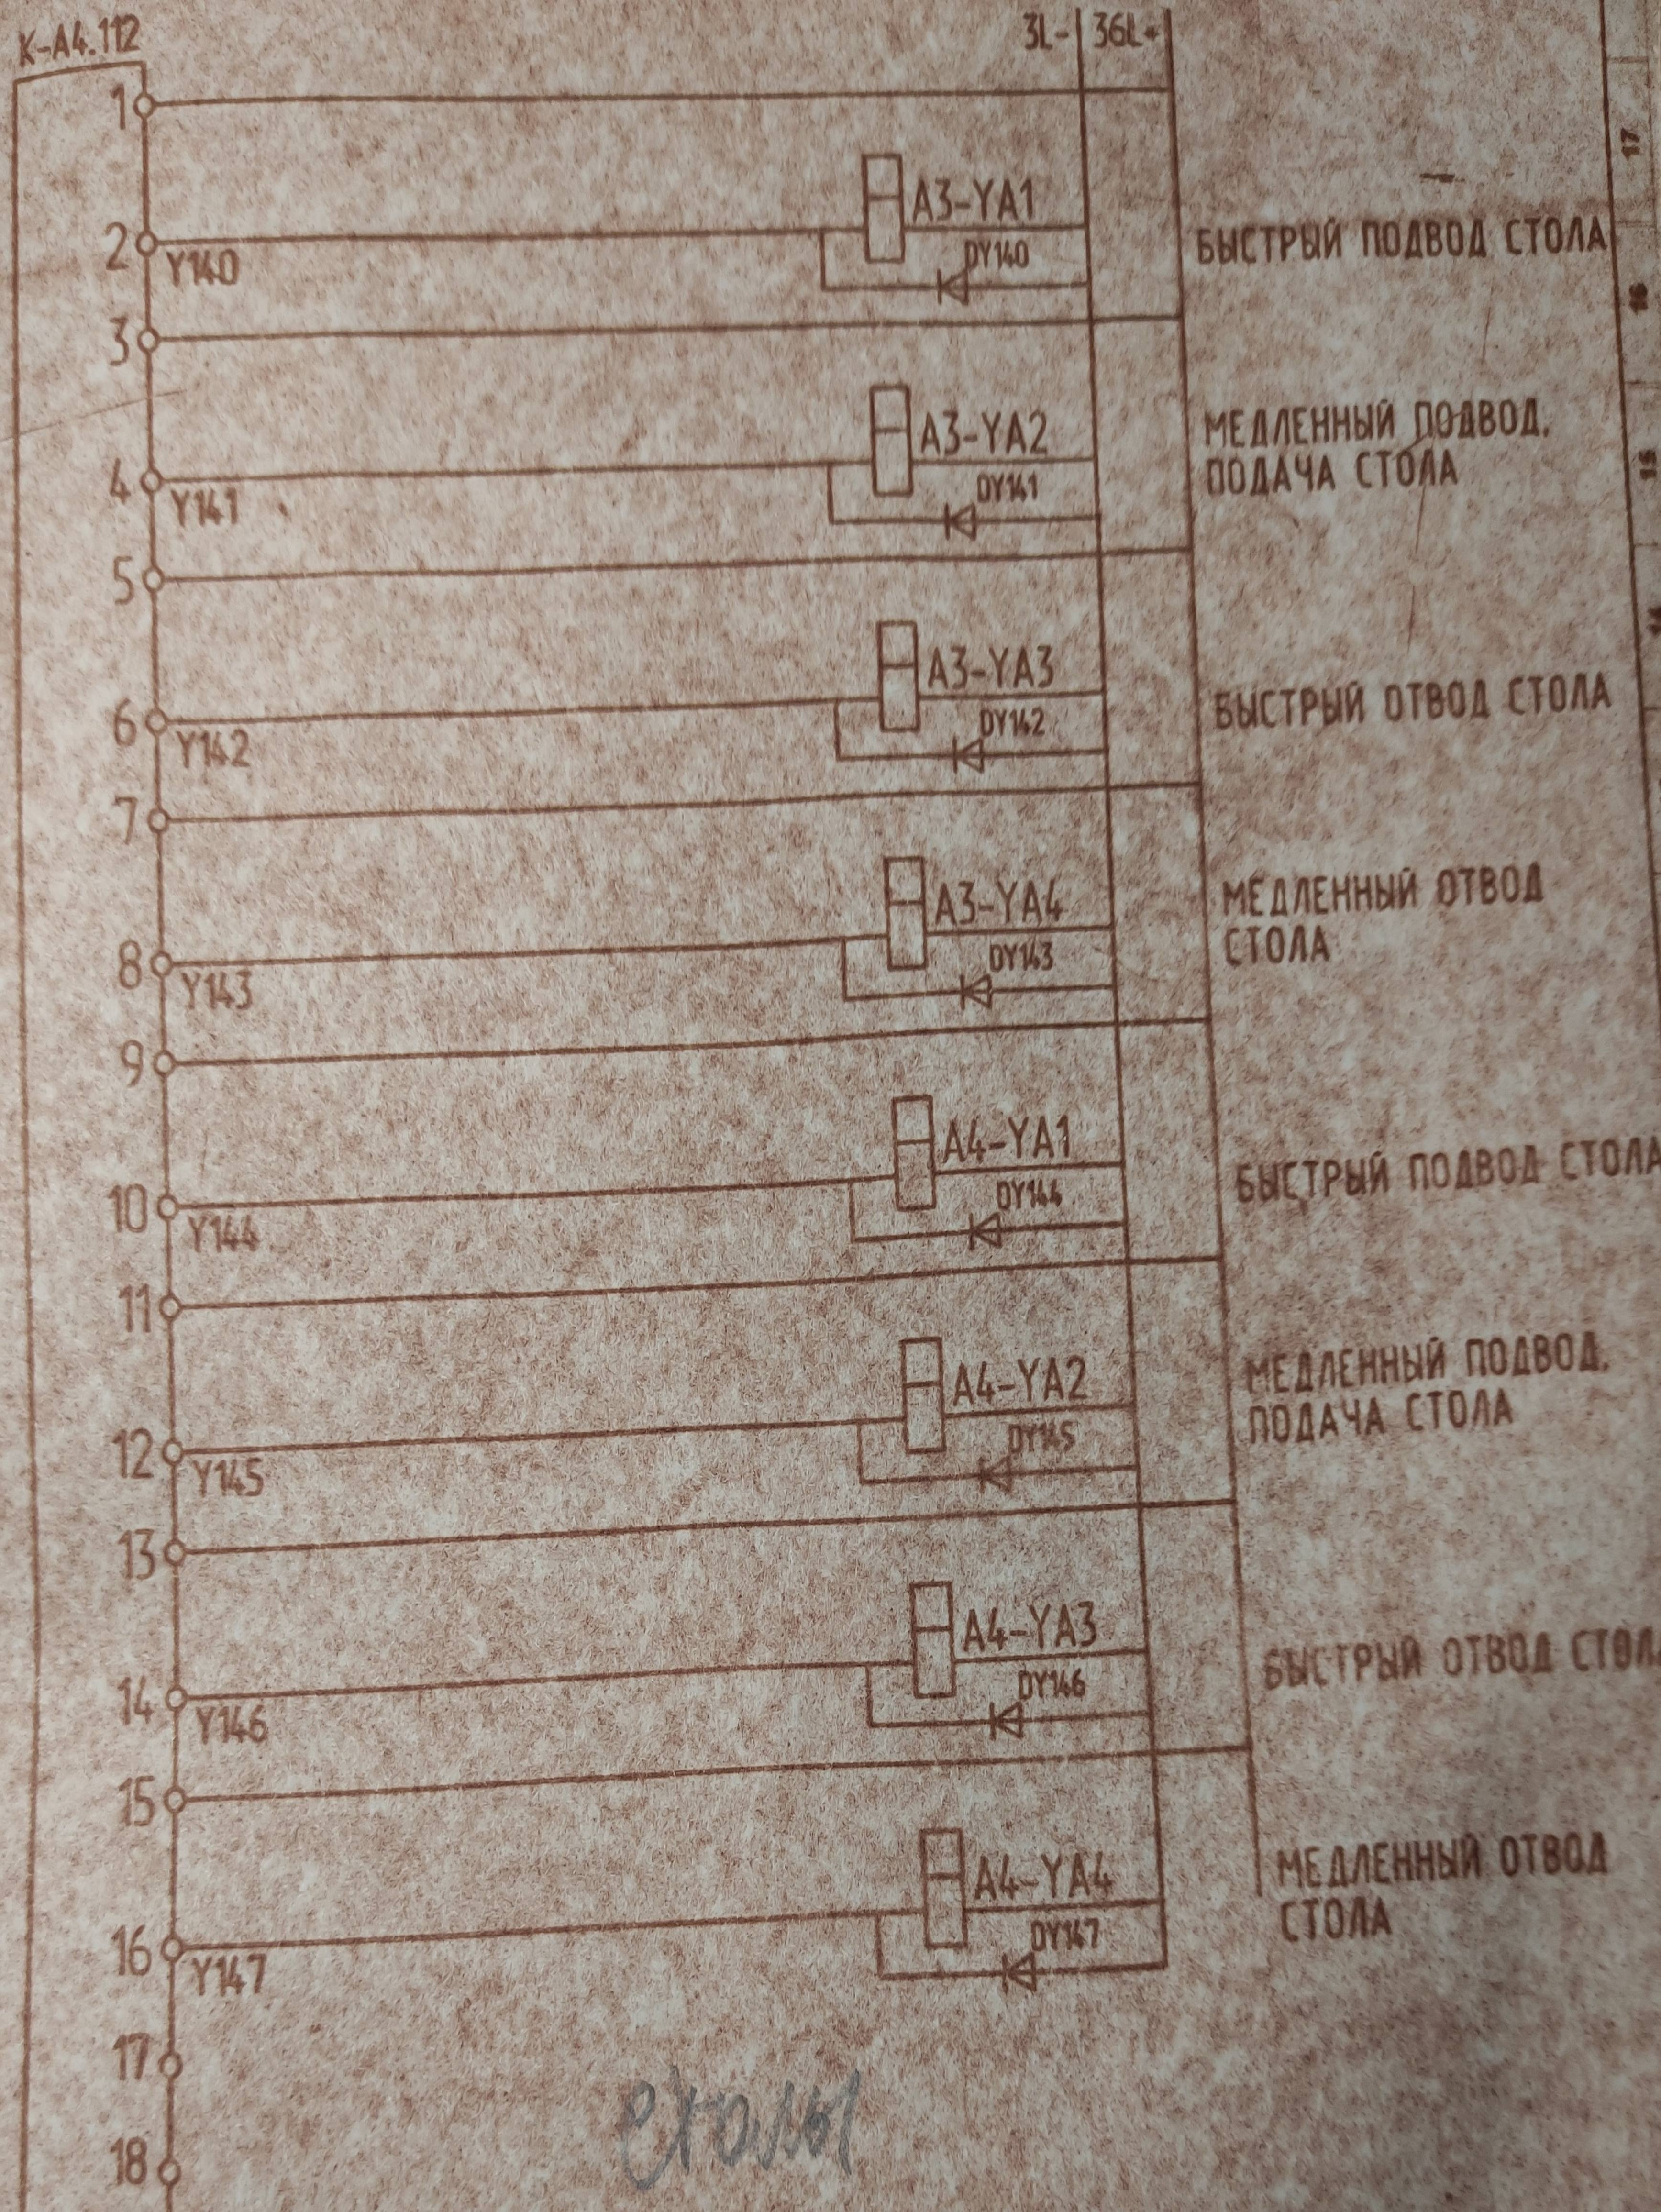 K-A4.112
3L- 36L+
1
A3-YA1
2 Y140
DY140
БЫСТРЫЙ ПОДВОД СТОЛА
3
A3-YA2
4 Y141
DY141
МЕДЛЕННЫЙ ПОДВОД,
ПОДАЧА СТОЛА
5
A3-YA3
6 Y142
DY142
БЫСТРЫЙ ОТВОД СТОЛА
7
A3-YA4
8 Y143
DY143
МЕДЛЕННЫЙ ОТВОД
СТОЛА
9
A4-YA1
10 Y144
DY144
БЫСТРЫЙ ПОДВОД СТОЛА
11
A4-YA2
12 Y145
DY145
МЕДЛЕННЫЙ ПОДВОД,
ПОДАЧА СТОЛА
13
A4-YA3
14 Y146
DY146
БЫСТРЫЙ ОТВОД СТОЛ
15
A4-YA4
16 Y147
DY147
МЕДЛЕННЫЙ ОТВОД
СТОЛА
17
18
17
16
15
14